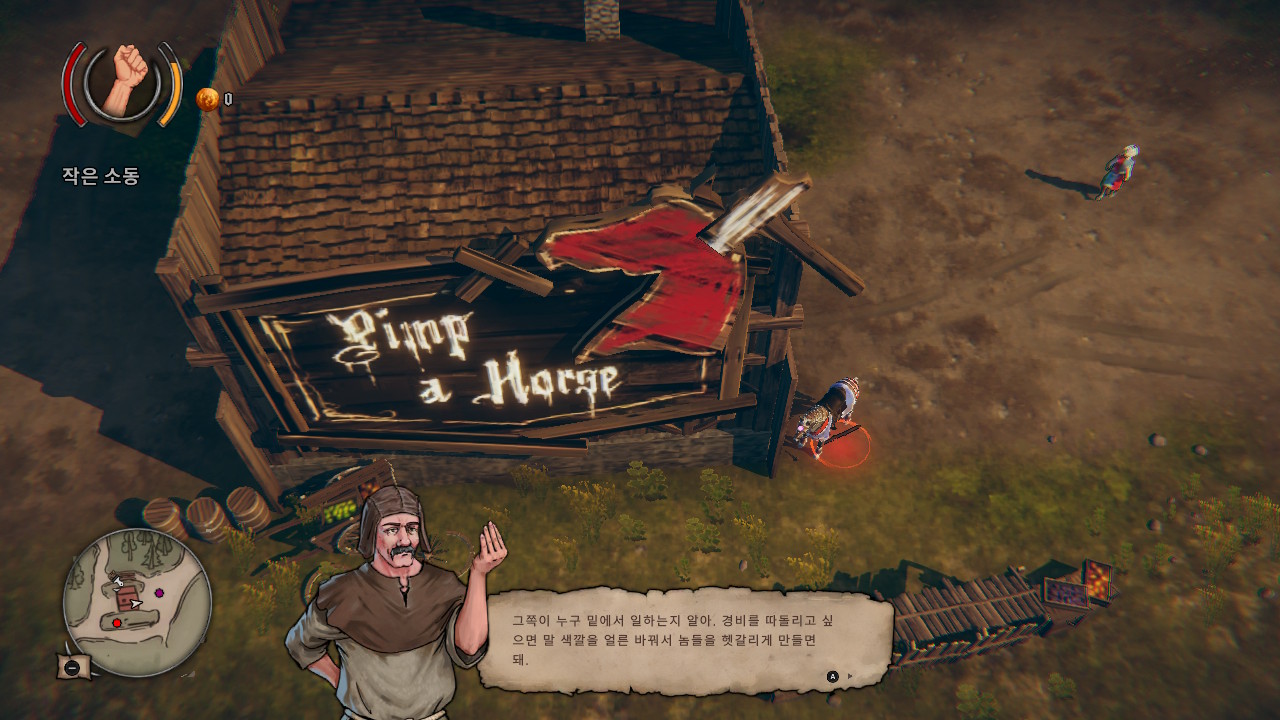 0
작은 소동
Pimp
a Horse
그쪽이 누구 밑에서 일하는지 알아. 경비를 따돌리고 싶
으면 말 색깔을 얼른 바꿔서 놈들을 헷갈리게 만들면
돼.
A